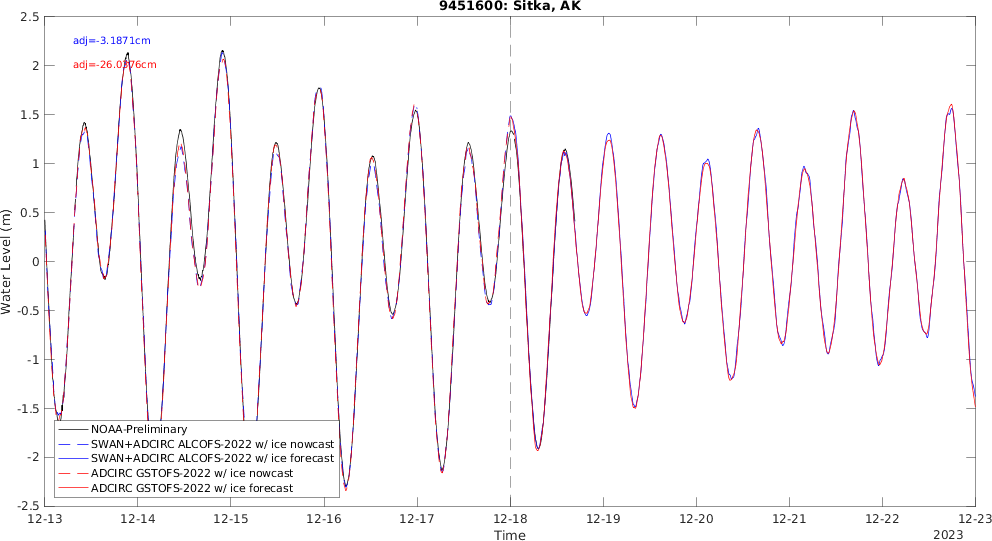 9451600: Sitka, AK
2.5
2
1.5
1
0.5
0
-0.5
-1
-1.5
-2
-2.5
Water Level (m)
adj=-3.1871cm
adj=-26.0376cm
NOAA-Preliminary
SWAN+ADCIRC ALCOFS-2022 w/ ice nowcast
SWAN+ADCIRC ALCOFS-2022 w/ ice forecast
ADCIRC GSTOFS-2022 w/ ice nowcast
ADCIRC GSTOFS-2022 w/ ice forecast
12-13 12-14 12-15 12-16 12-17 12-18 12-19 12-20 12-21 12-22 12-23
Time
2023